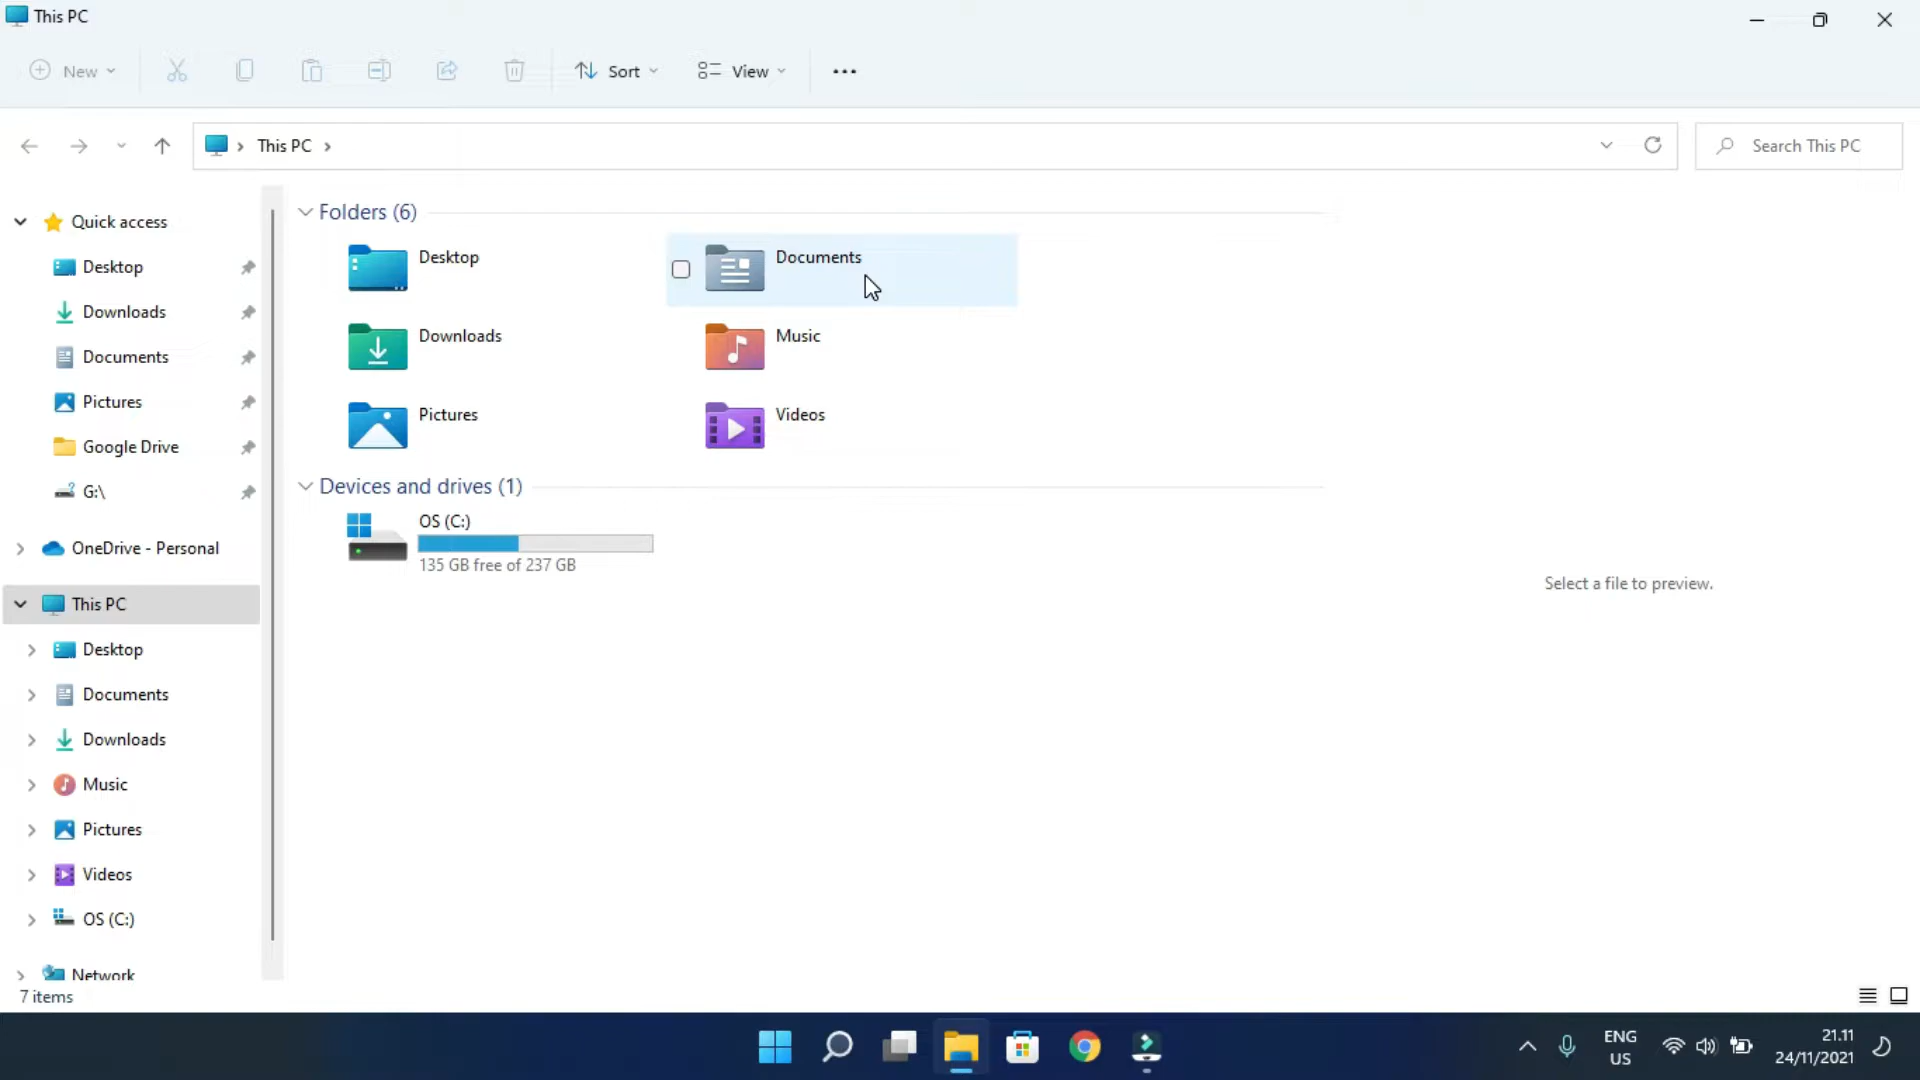 This PC
New
Sort
View
This PC
Search This PC
Quick access
Desktop
Downloads
Documents
Pictures
Google Drive
G:\
OneDrive - Personal
This PC
Desktop
Documents
Downloads
Music
Pictures
Videos
OS (C:)
Network
Folders (6)
Desktop
Documents
Downloads
Music
Pictures
Videos
Devices and drives (1)
OS (C:)
135 GB free of 237 GB
Select a file to preview.
7 items
ENG
US
21.11
24/11/2021